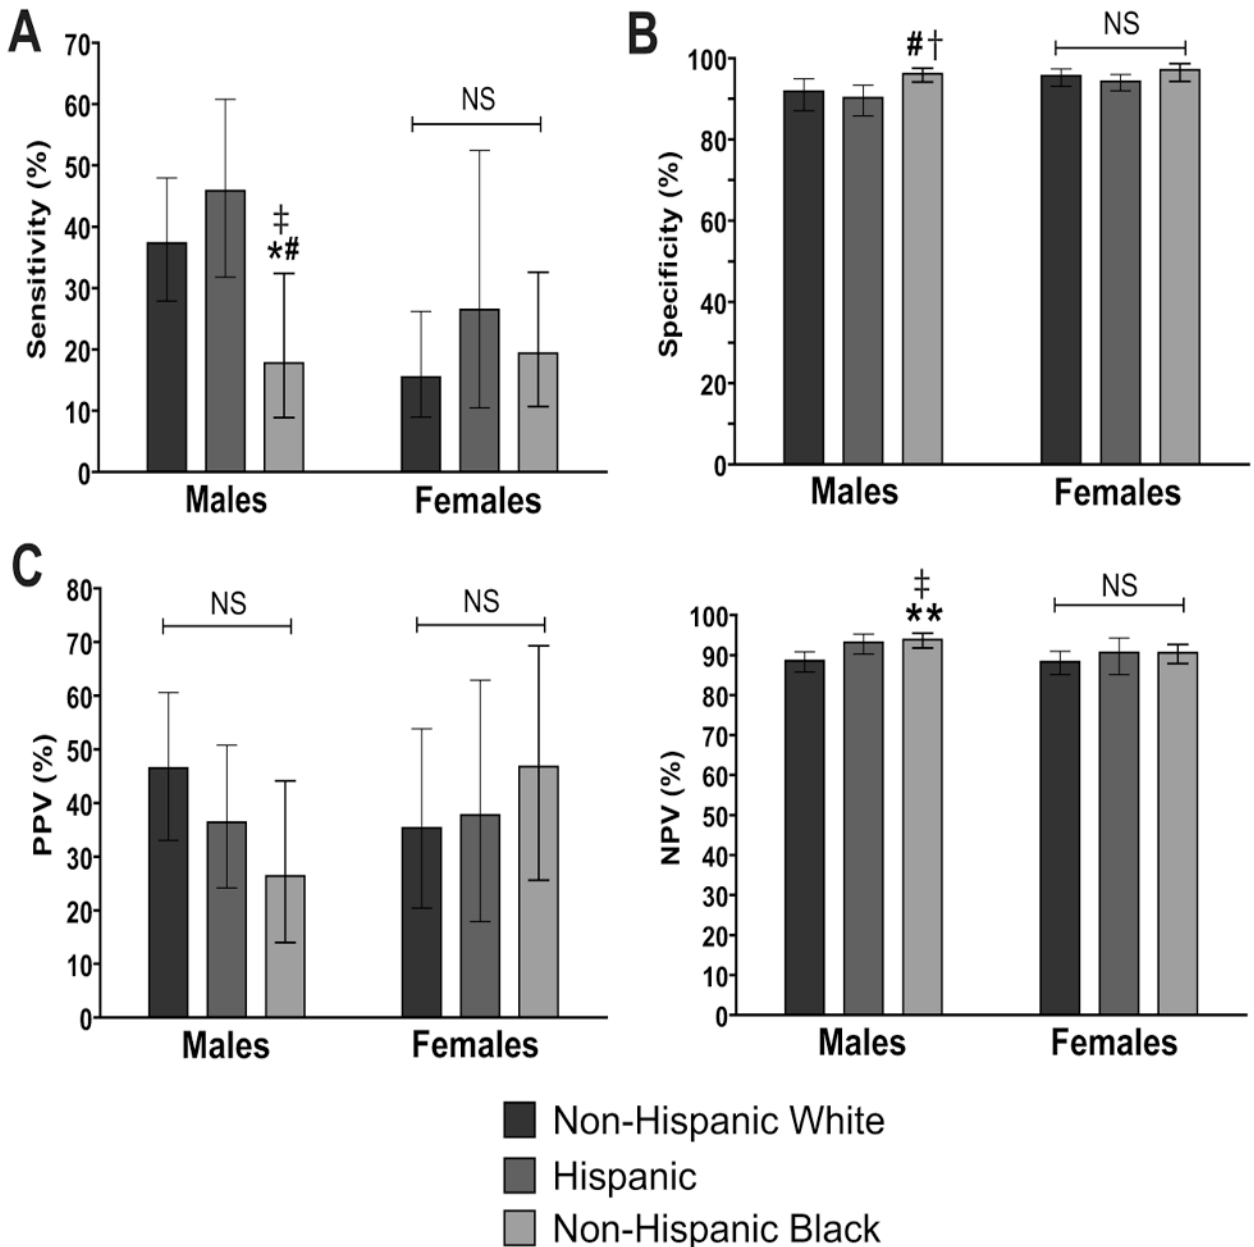 A
70
60
50
40
30
20
10
0
Sensitivity (%)
‡
*#
NS
Males
Females
B
100
80
60
40
20
0
Specificity (%)
#†
NS
Males
Females
C
80
70
60
50
40
30
20
10
0
PPV (%)
NS
NS
Males
Females
100
90
80
70
60
50
40
30
20
10
0
NPV (%)
‡
**
NS
Males
Females
Non-Hispanic White
Hispanic
Non-Hispanic Black